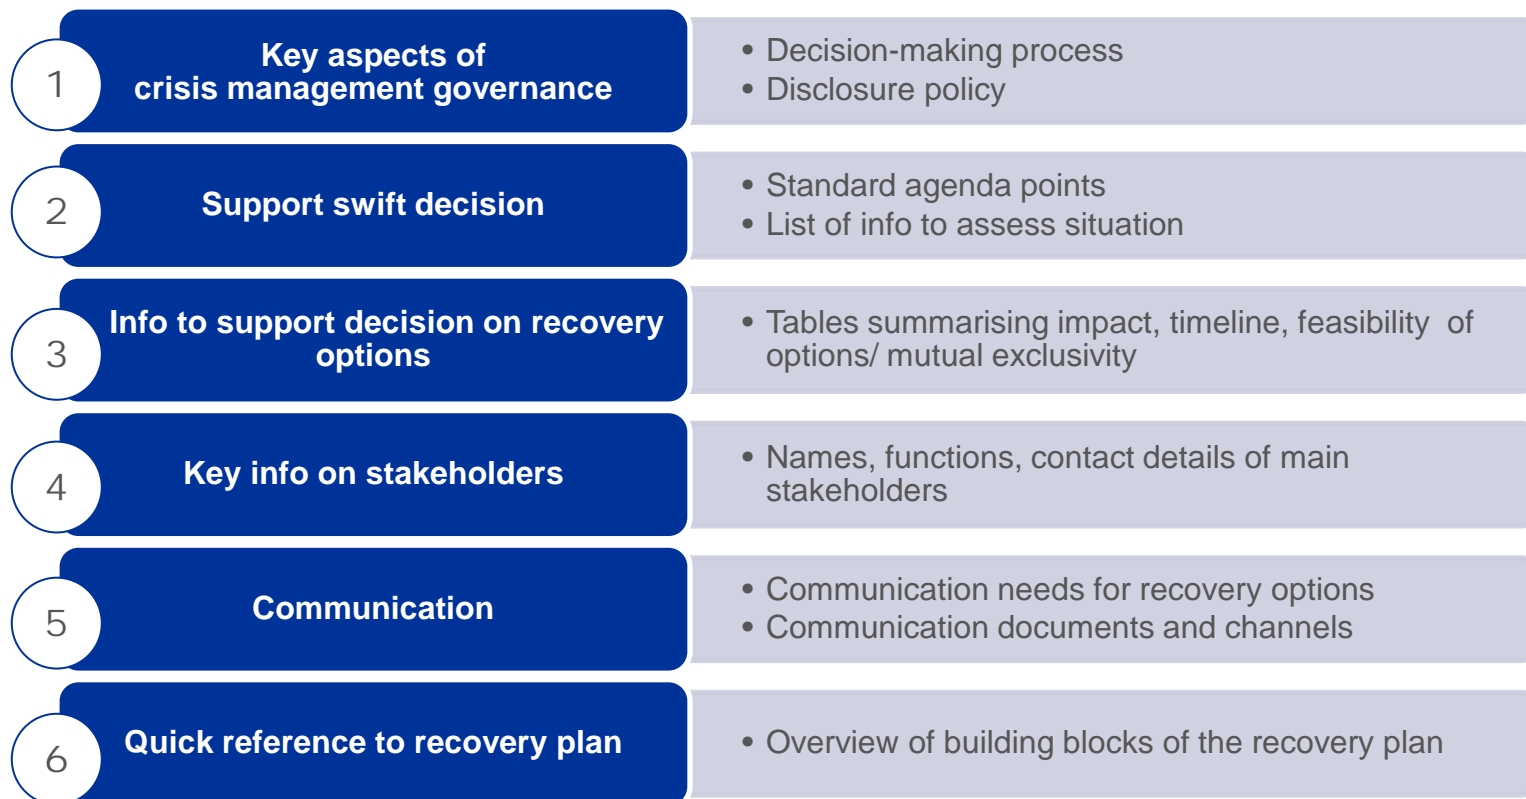 1
Key aspects of
crisis management governance
• Decision-making process
• Disclosure policy
2
Support swift decision
• Standard agenda points
• List of info to assess situation
3
Info to support decision on recovery
options
• Tables summarising impact, timeline, feasibility  of
options/ mutual exclusivity
4
Key info on stakeholders
• Names, functions, contact details of main
stakeholders
5
Communication
• Communication needs for recovery options
• Communication documents and channels
6
Quick reference to recovery plan
• Overview of building blocks of the recovery plan